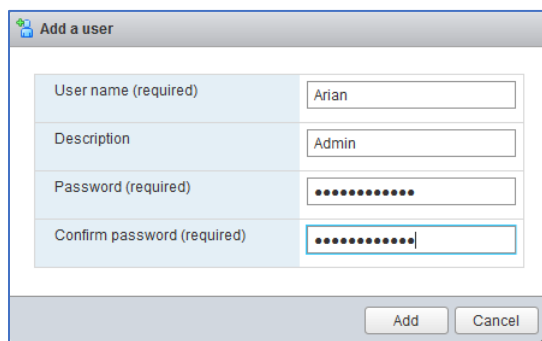 Add a user
User name (required) Arian
Description Admin
Password (required) ●●●●●●●●●●●●
Confirm password (required) ●●●●●●●●●●●●
Add Cancel